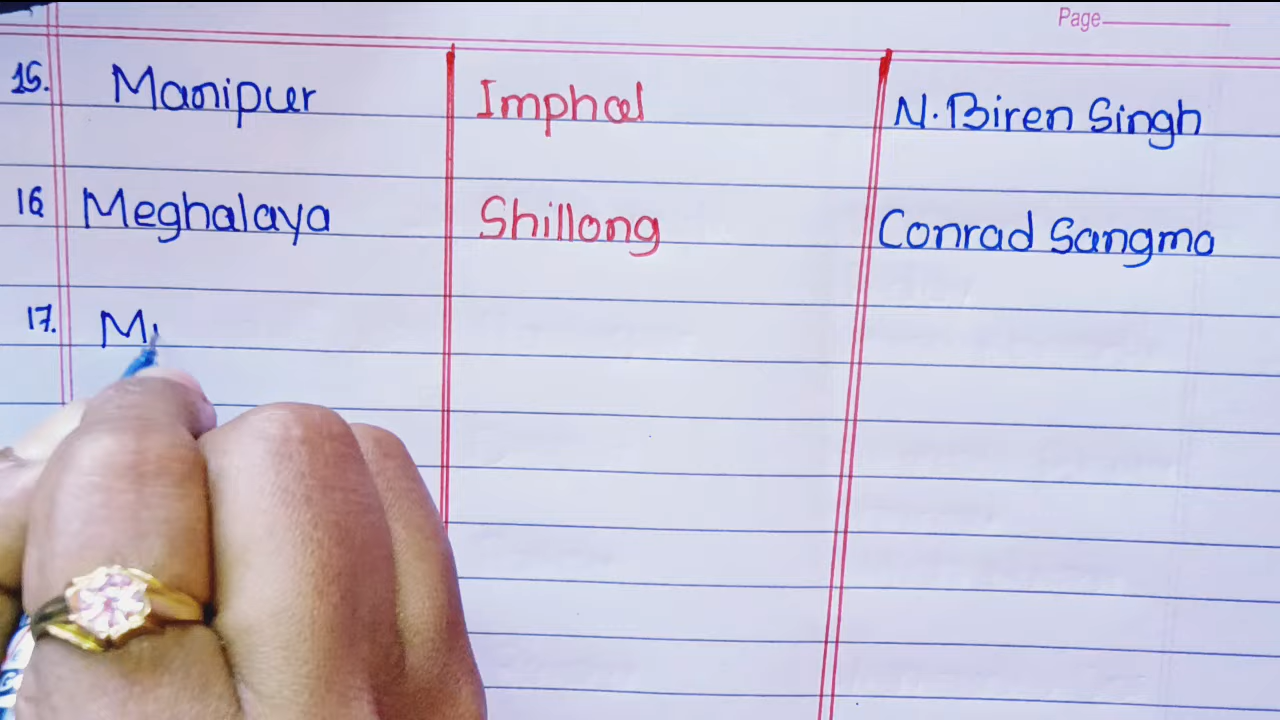 Page
15. Manipur Imphal N. Biren Singh
16 Meghalaya Shillong Conrad Sangma
17. M